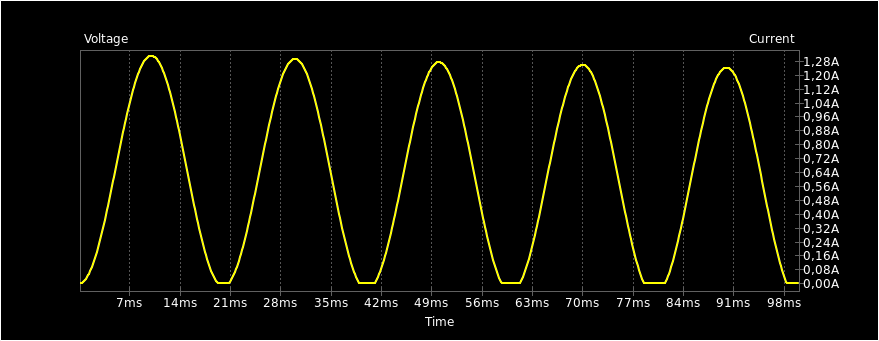 Voltage Current
1,28A
1,20A
1,12A
1,04A
0,96A
0,88A
0,80A
0,72A
0,64A
0,56A
0,48A
0,40A
0,32A
0,24A
0,16A
0,08A
0,00A
7ms 14ms 21ms 28ms 35ms 42ms 49ms 56ms 63ms 70ms 77ms 84ms 91ms 98ms
Time